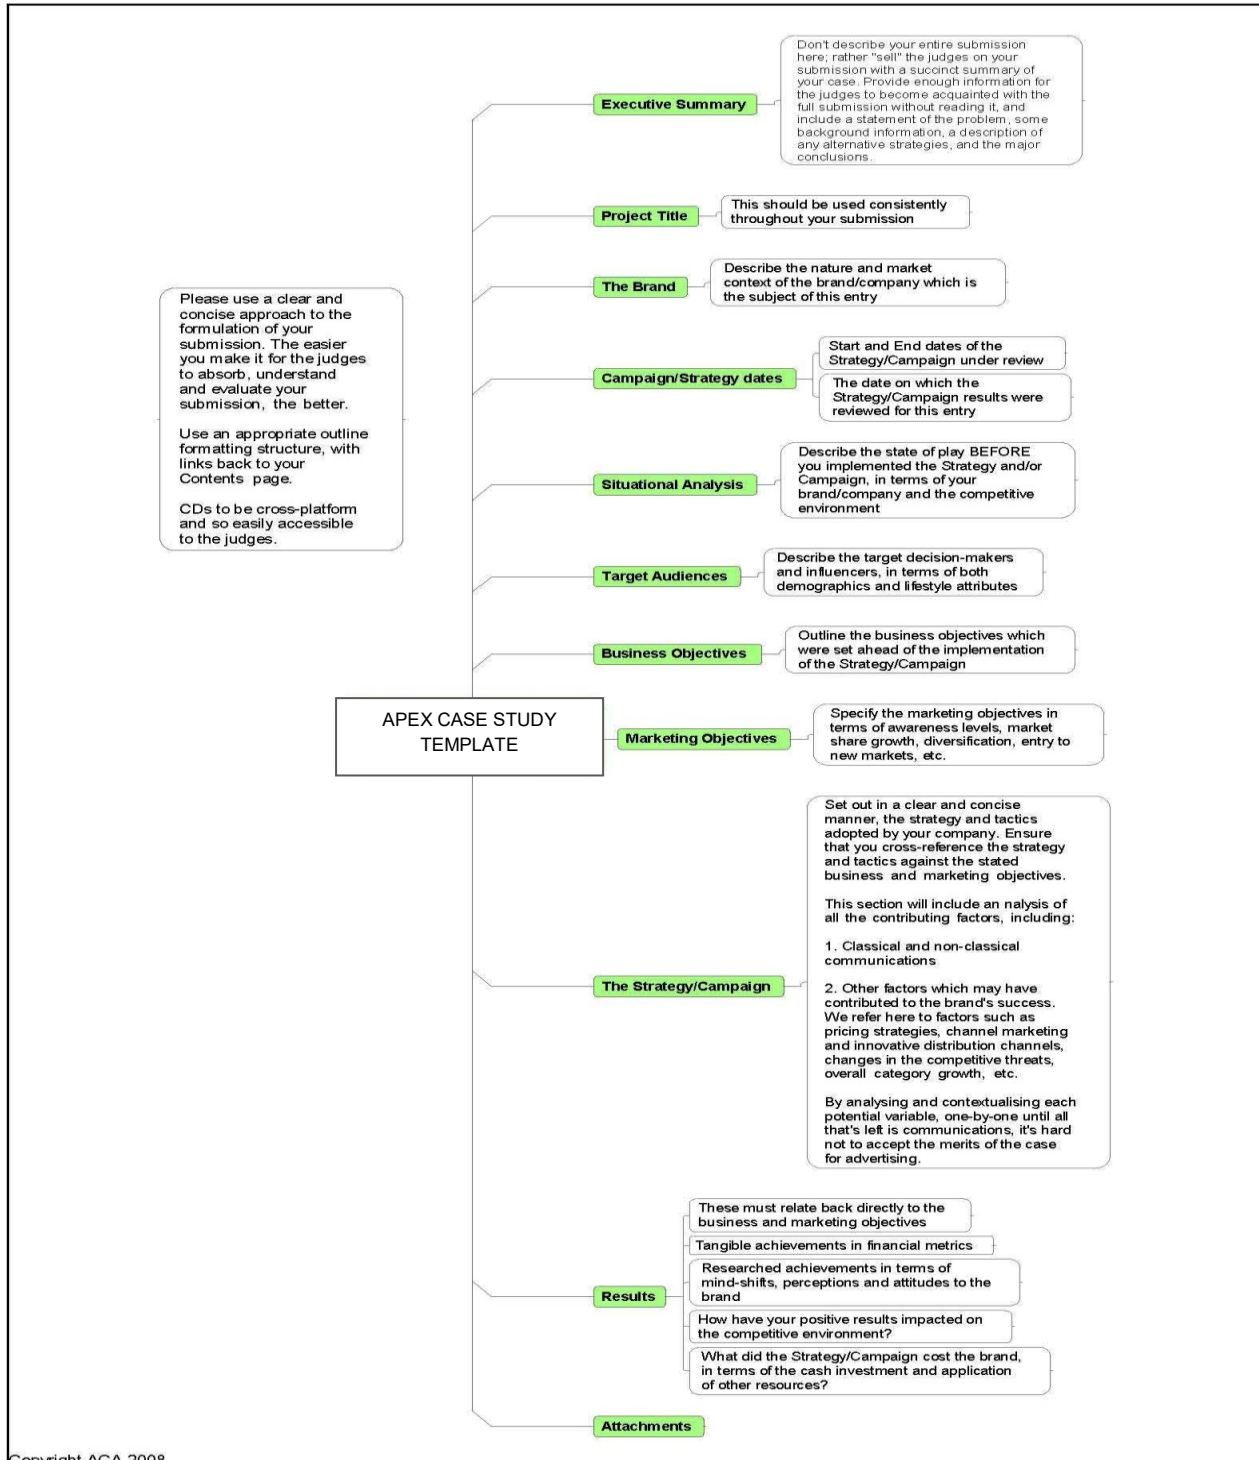 Executive Summary
Don't describe your entire submission
here; rather "sell" the judges on your
submission with a succinct summary of
your case. Provide enough information for
the judges to become acquainted with the
full submission without reading it, and
include a statement of the problem, some
background information, a description of
any alternative strategies, and the major
conclusions.
Project Title
This should be used consistently
throughout your submission
The Brand
Describe the nature and market
context of the brand/company which is
the subject of this entry
Please use a clear and
concise approach to the
formulation of your
submission. The easier
you make it for the judges
to absorb, understand
and evaluate your
submission, the better.
Use an appropriate outline
formatting structure, with
links back to your
Contents page.
CDs to be cross-platform
and so easily accessible
to the judges.
Campaign/Strategy dates
Start and End dates of the
Strategy/Campaign under review
The date on which the
Strategy/Campaign results were
reviewed for this entry
Situational Analysis
Describe the state of play BEFORE
you implemented the Strategy and/or
Campaign, in terms of your
brand/company and the competitive
environment
Target Audiences
Describe the target decision-makers
and influencers, in terms of both
demographics and lifestyle attributes
Business Objectives
Outline the business objectives which
were set ahead of the implementation
of the Strategy/Campaign
APEX CASE STUDY
TEMPLATE
Marketing Objectives
Specify the marketing objectives in
terms of awareness levels, market
share growth, diversification, entry to
new markets, etc.
The Strategy/Campaign
Set out in a clear and concise
manner, the strategy and tactics
adopted by your company. Ensure
that you cross-reference the strategy
and tactics against the stated
business and marketing objectives.
This section will include an nalysis of
all the contributing factors, including:
1. Classical and non-classical
communications
2. Other factors which may have
contributed to the brand's success.
We refer here to factors such as
pricing strategies, channel marketing
and innovative distribution channels,
changes in the competitive threats,
overall category growth, etc.
By analysing and contextualising each
potential variable, one-by-one until all
that's left is communications, it's hard
not to accept the merits of the case
for advertising.
Results
These must relate back directly to the
business and marketing objectives
Tangible achievements in financial metrics
Researched achievements in terms of
mind-shifts, perceptions and attitudes to the
brand
How have your positive results impacted on
the competitive environment?
What did the Strategy/Campaign cost the brand,
in terms of the cash investment and application
of other resources?
Attachments
Copyright ACA 2008